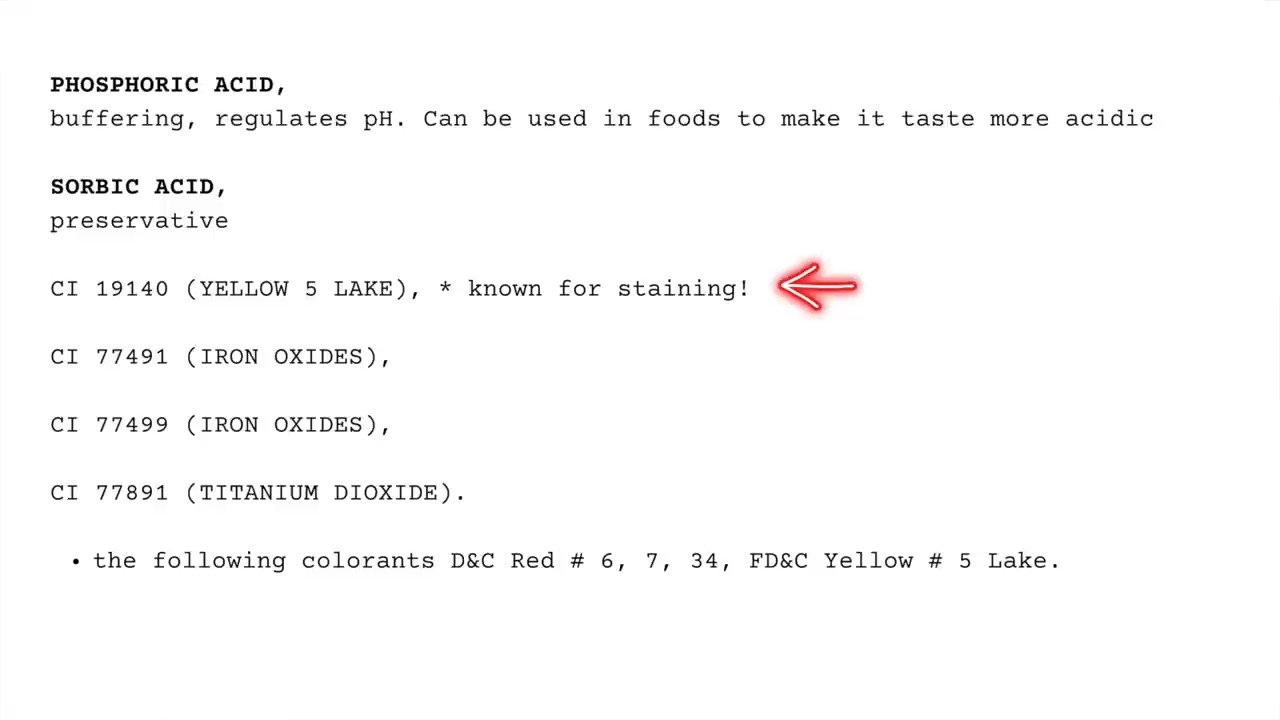 PHOSPHORIC ACID,
buffering, regulates pH. Can be used in foods to make it taste more acidic
SORBIC ACID,
preservative
CI 19140 (YELLOW 5 LAKE), * known for staining!
CI 77491 (IRON OXIDES),
CI 77499 (IRON OXIDES),
CI 77891 (TITANIUM DIOXIDE).
• the following colorants D&C Red # 6, 7, 34, FD&C Yellow # 5 Lake.